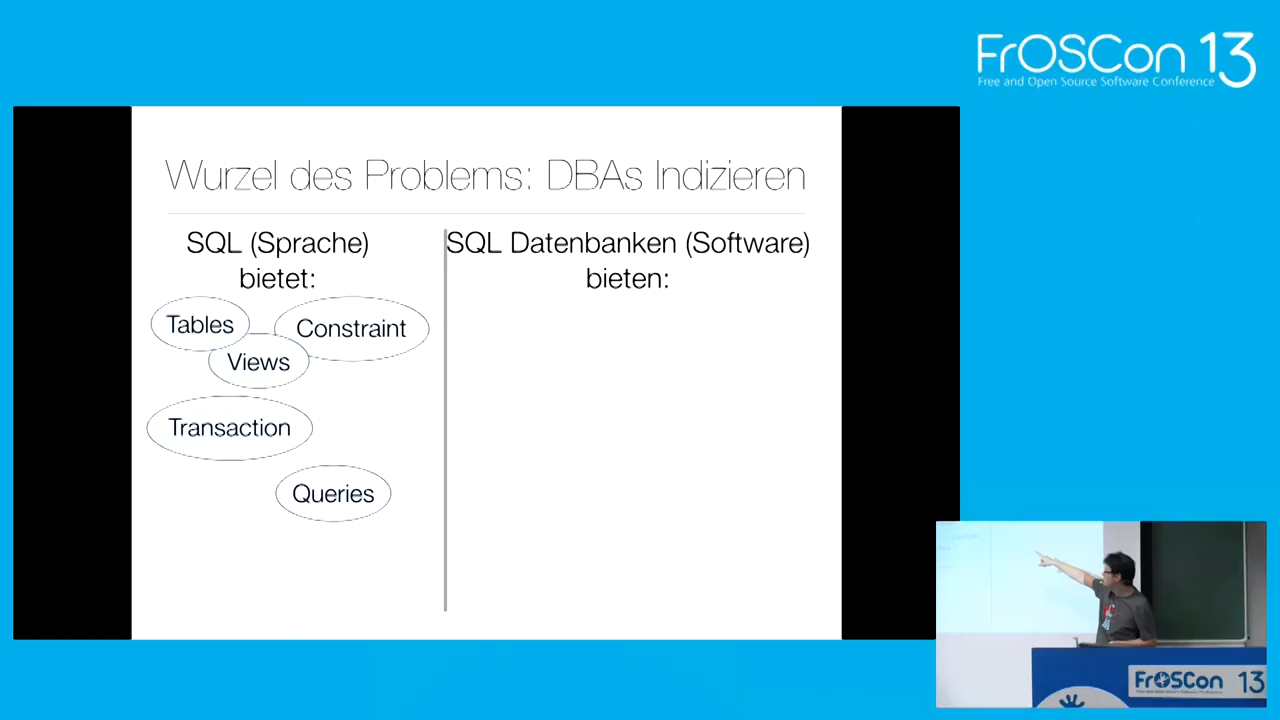 FrOSCon 13
Free and Open Source Software Conference
Wurzel des Problems: DBAs Indizieren
SQL (Sprache)
bietet:
SQL Datenbanken (Software)
bieten:
Tables
Constraint
Views
Transaction
Queries
FrOSCon 13